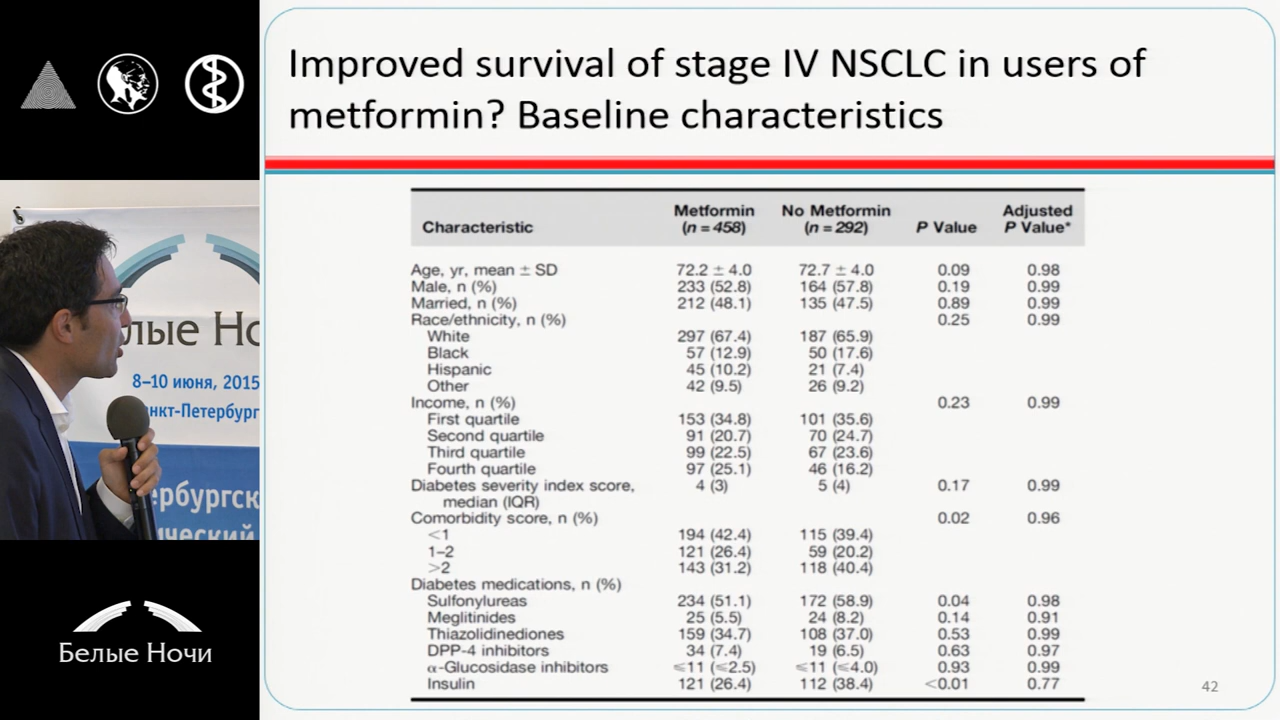 Improved survival of stage IV NSCLC in users of
metformin? Baseline characteristics
Characteristic Metformin (n = 458) No Metformin (n = 292) P Value Adjusted P Value*
Age, yr, mean ± SD 72.2 ± 4.0 72.7 ± 4.0 0.09 0.98
Male, n (%) 233 (52.8) 164 (57.8) 0.19 0.99
Married, n (%) 212 (48.1) 135 (47.5) 0.89 0.99
Race/ethnicity, n (%) 0.25 0.99
White 297 (67.4) 187 (65.9)
Black 57 (12.9) 50 (17.6)
Hispanic 45 (10.2) 21 (7.4)
Other 42 (9.5) 26 (9.2)
Income, n (%) 0.23 0.99
First quartile 153 (34.8) 101 (35.6)
Second quartile 91 (20.7) 70 (24.7)
Third quartile 99 (22.5) 67 (23.6)
Fourth quartile 97 (25.1) 46 (16.2)
Diabetes severity index score, 4 (3) 5 (4) 0.17 0.99
median (IQR)
Comorbidity score, n (%) 0.02 0.96
<1 194 (42.4) 115 (39.4)
1–2 121 (26.4) 59 (20.2)
>2 143 (31.2) 118 (40.4)
Diabetes medications, n (%)
Sulfonylureas 234 (51.1) 172 (58.9) 0.04 0.98
Meglitinides 25 (5.5) 24 (8.2) 0.14 0.91
Thiazolidinediones 159 (34.7) 108 (37.0) 0.53 0.99
DPP-4 inhibitors 34 (7.4) 19 (6.5) 0.63 0.97
α-Glucosidase inhibitors ≤11 (≤2.5) ≤11 (≤4.0) 0.93 0.99
Insulin 121 (26.4) 112 (38.4) <0.01 0.77
42
лые Но
8–10 июня, 2015
нкт-Петербург
ербургск
ический
Белые Ночи